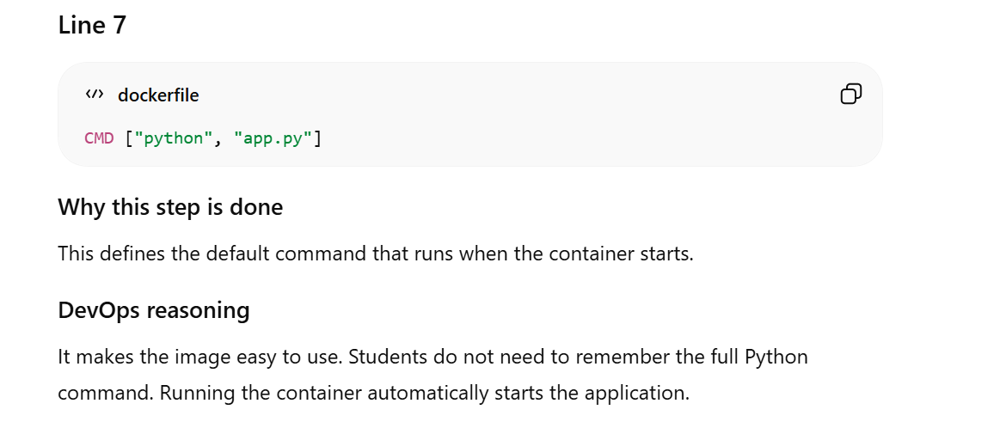 Line 7
dockerfile
CMD ["python", "app.py"]
Why this step is done
This defines the default command that runs when the container starts.
DevOps reasoning
It makes the image easy to use. Students do not need to remember the full Python
command. Running the container automatically starts the application.